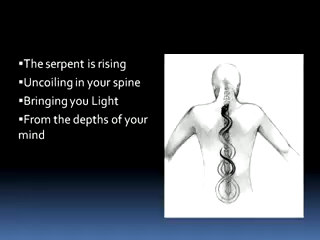 ▪The serpent is rising
▪Uncoiling in your spine
▪Bringing you Light
▪From the depths of your
mind